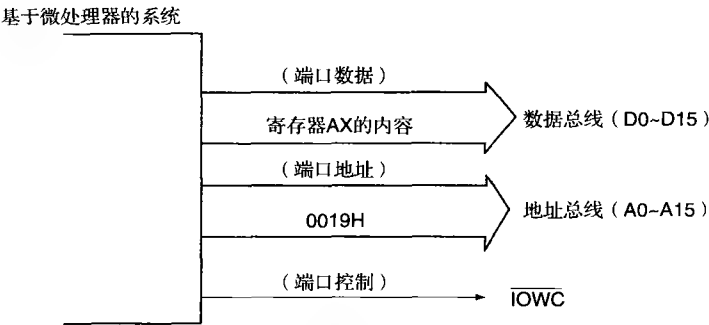 基于微处理器的系统
（端口数据）
寄存器AX的内容
数据总线（D0~D15）
（端口地址）
0019H
地址总线（A0~A15）
（端口控制）
IOWC